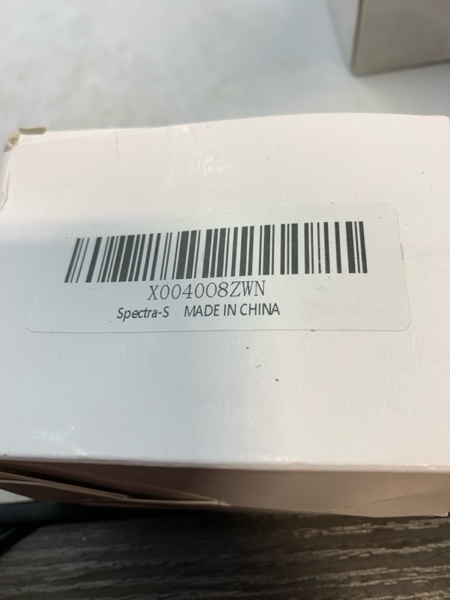 X004008ZWN
Spectra-S MADE IN CHINA